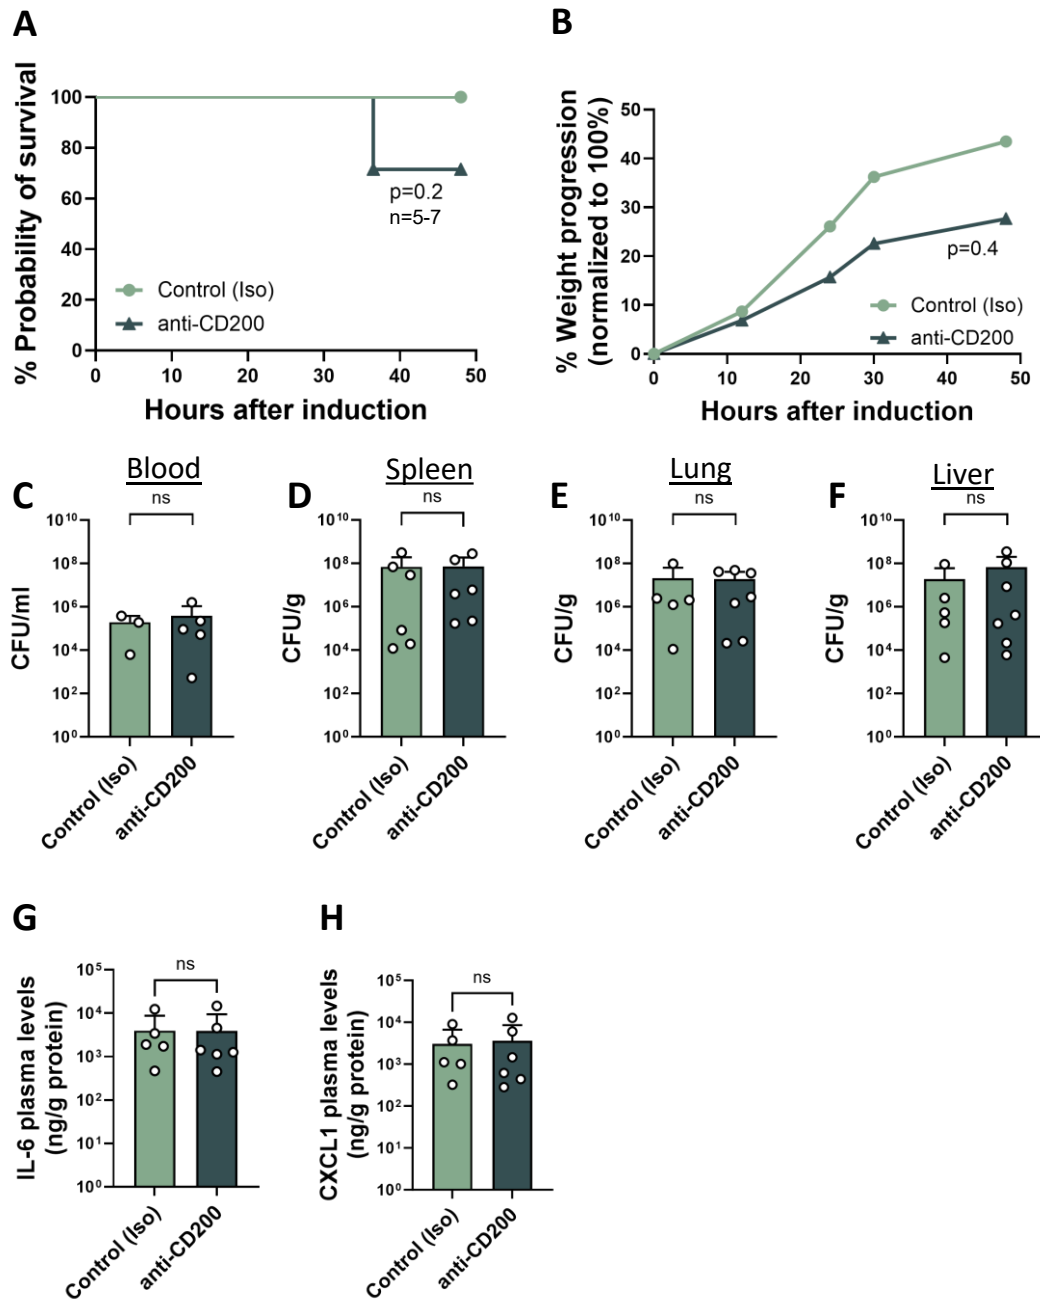 A
% Probability of survival
100
80
60
40
20
0
p=0.2
n=5-7
Control (Iso)
anti-CD200
0 10 20 30 40 50
Hours after induction
B
% Weight progression
(normalized to 100%)
50
40
30
20
10
0
p=0.4
Control (Iso)
anti-CD200
0 10 20 30 40 50
Hours after induction
C
Blood
ns
CFU/ml
10¹⁰
10⁸
10⁶
10⁴
10²
10⁰
Control (Iso)
anti-CD200
D
Spleen
ns
CFU/g
10¹⁰
10⁸
10⁶
10⁴
10²
10⁰
Control (Iso)
anti-CD200
E
Lung
ns
CFU/g
10¹⁰
10⁸
10⁶
10⁴
10²
10⁰
Control (Iso)
anti-CD200
F
Liver
ns
CFU/g
10¹⁰
10⁸
10⁶
10⁴
10²
10⁰
Control (Iso)
anti-CD200
G
ns
IL-6 plasma levels
(ng/g protein)
10⁵
10⁴
10³
10²
10¹
10⁰
Control (Iso)
anti-CD200
H
ns
CXCL1 plasma levels
(ng/g protein)
10⁵
10⁴
10³
10²
10¹
10⁰
Control (Iso)
anti-CD200